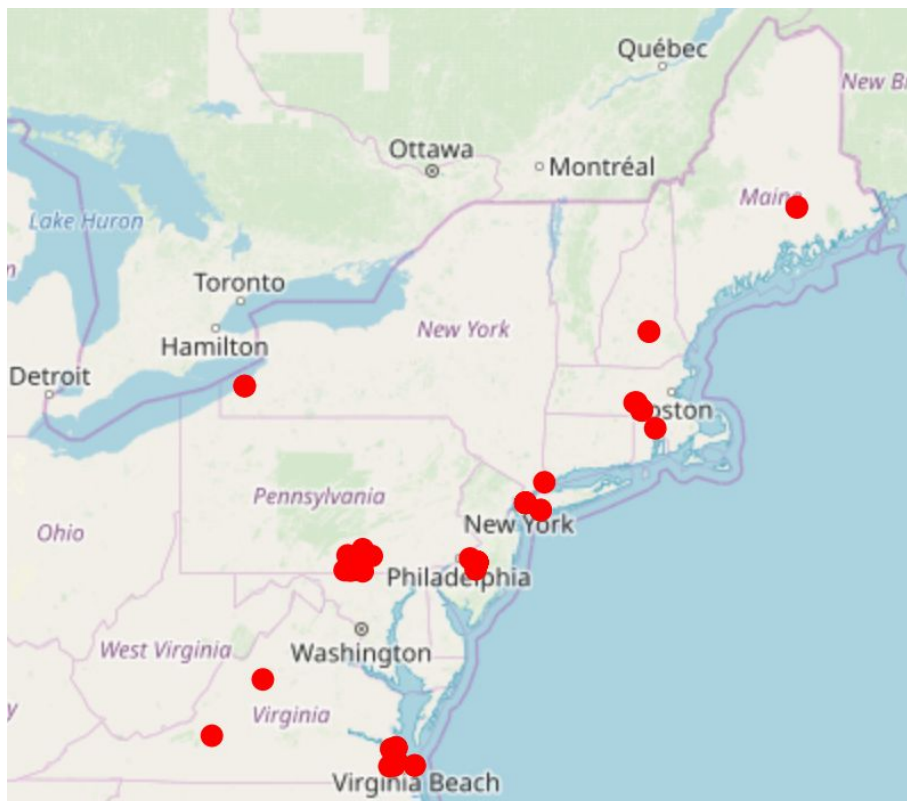 Québec
New B
Ottawa
Montréal
Maine
Lake Huron
Toronto
New York
Hamilton
Detroit
oston
Pennsylvania
New York
Ohio
Philadelphia
West Virginia
Washington
Virginia
y
Virginia Beach